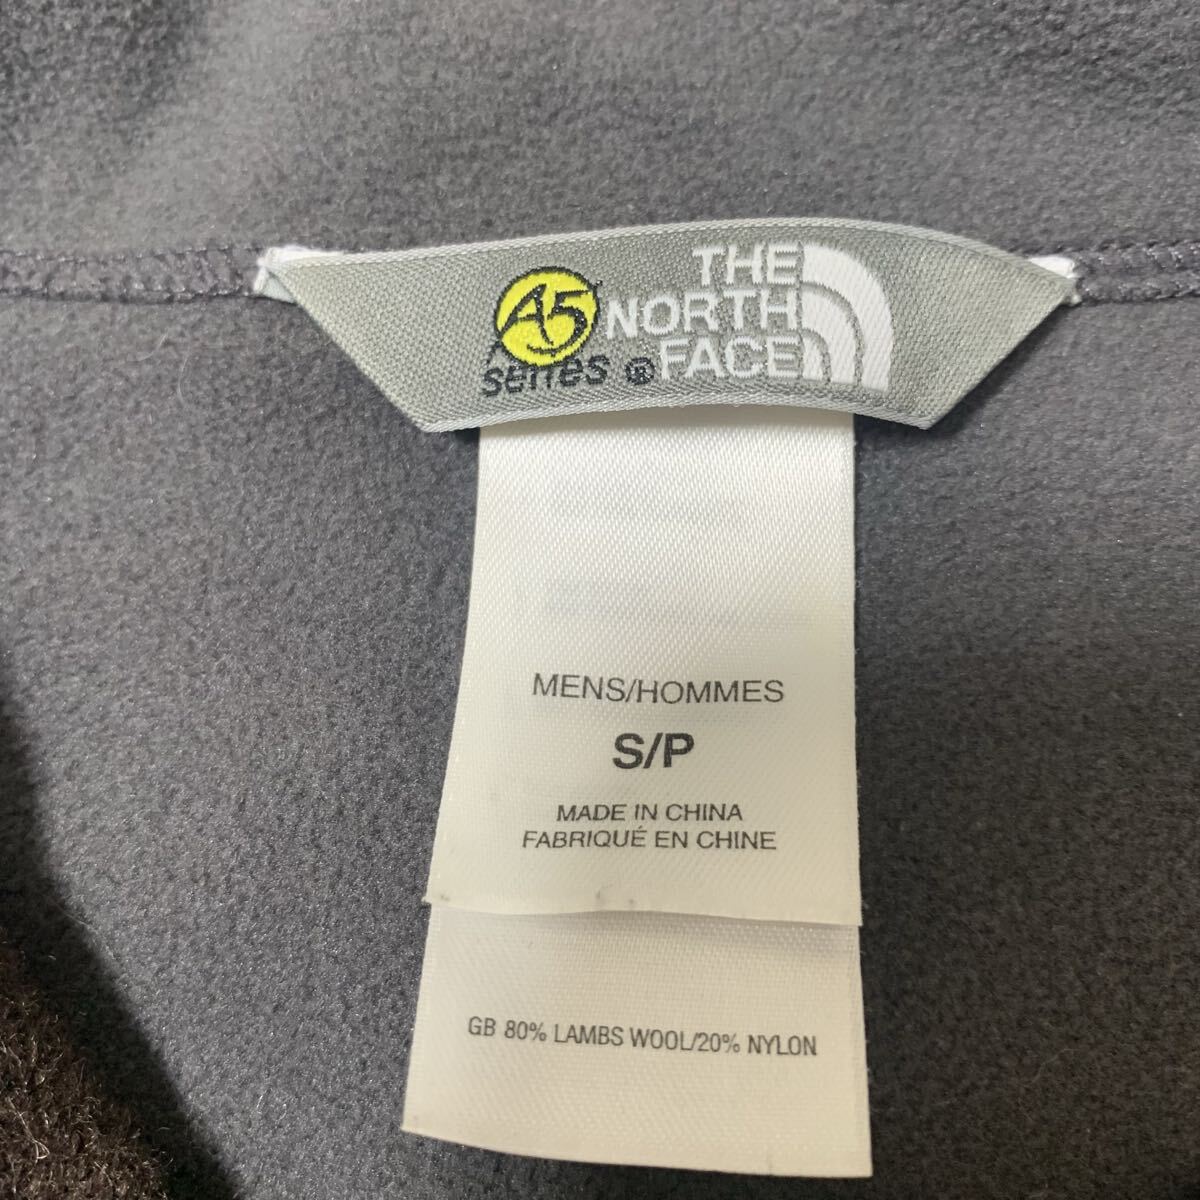 THE
A5 NORTH
series ® FACE
MENS/HOMMES
S/P
MADE IN CHINA
FABRIQUÉ EN CHINE
GB 80% LAMBS WOOL/20% NYLON